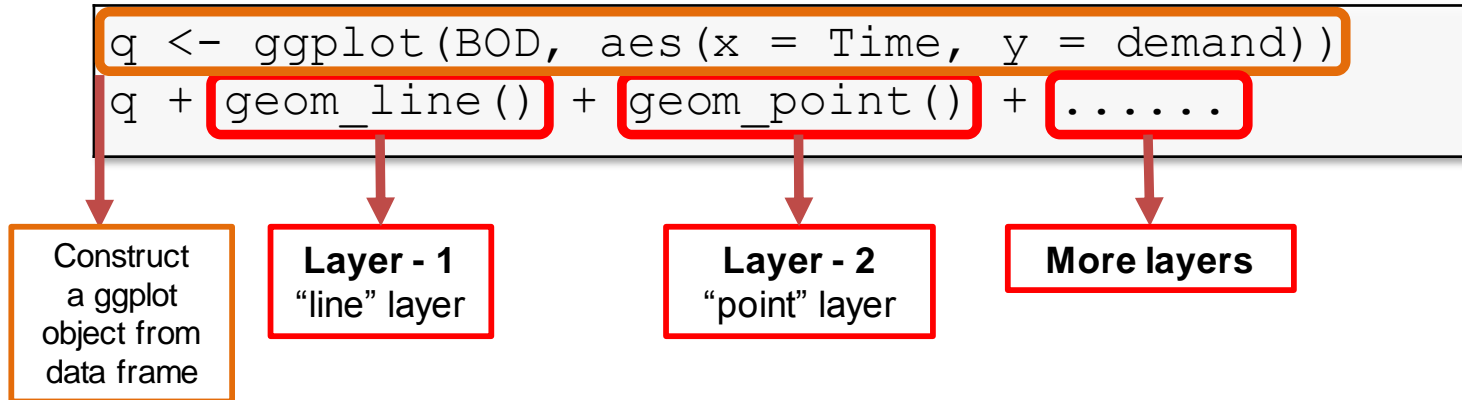 q <- ggplot(BOD, aes(x = Time, y = demand))
q + geom_line() + geom_point() + ......
Construct
a ggplot
object from
data frame
Layer - 1
“line” layer
Layer - 2
“point” layer
More layers